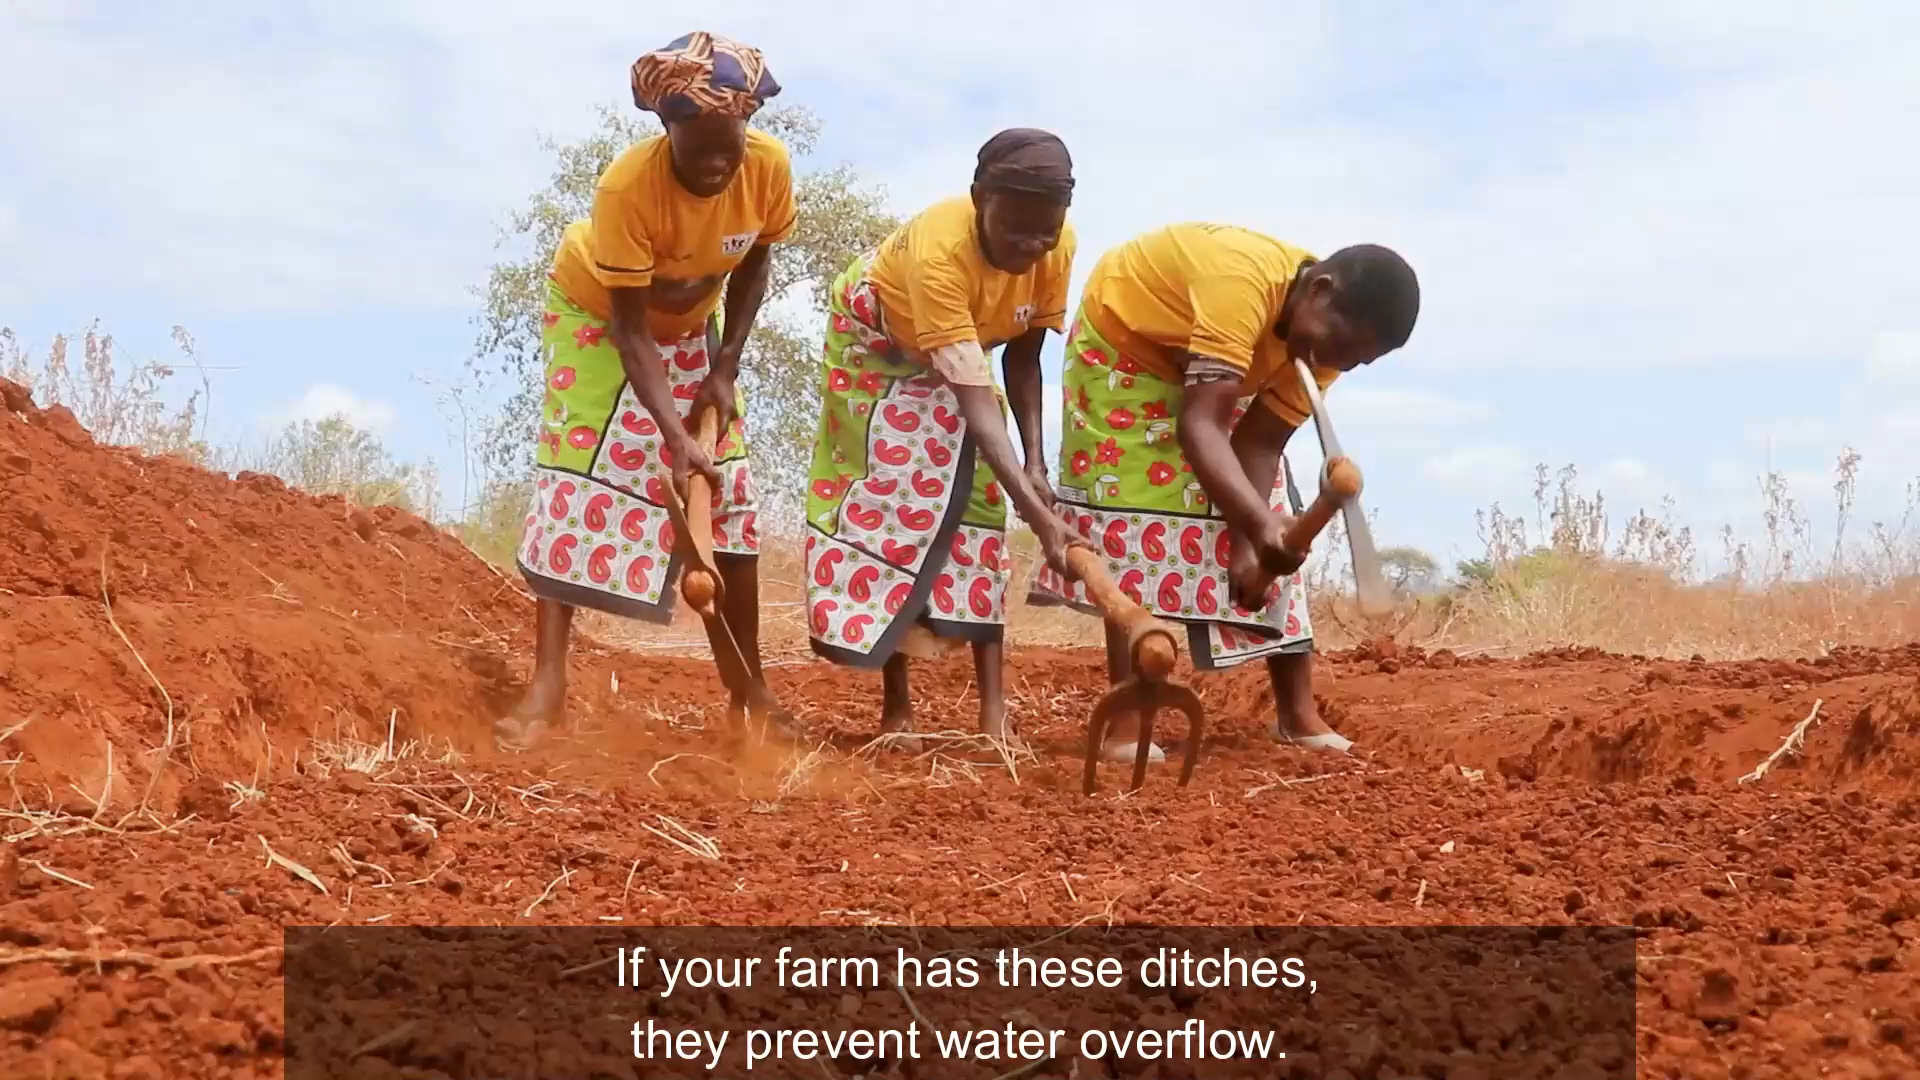 If your farm has these ditches,
they prevent water overflow.